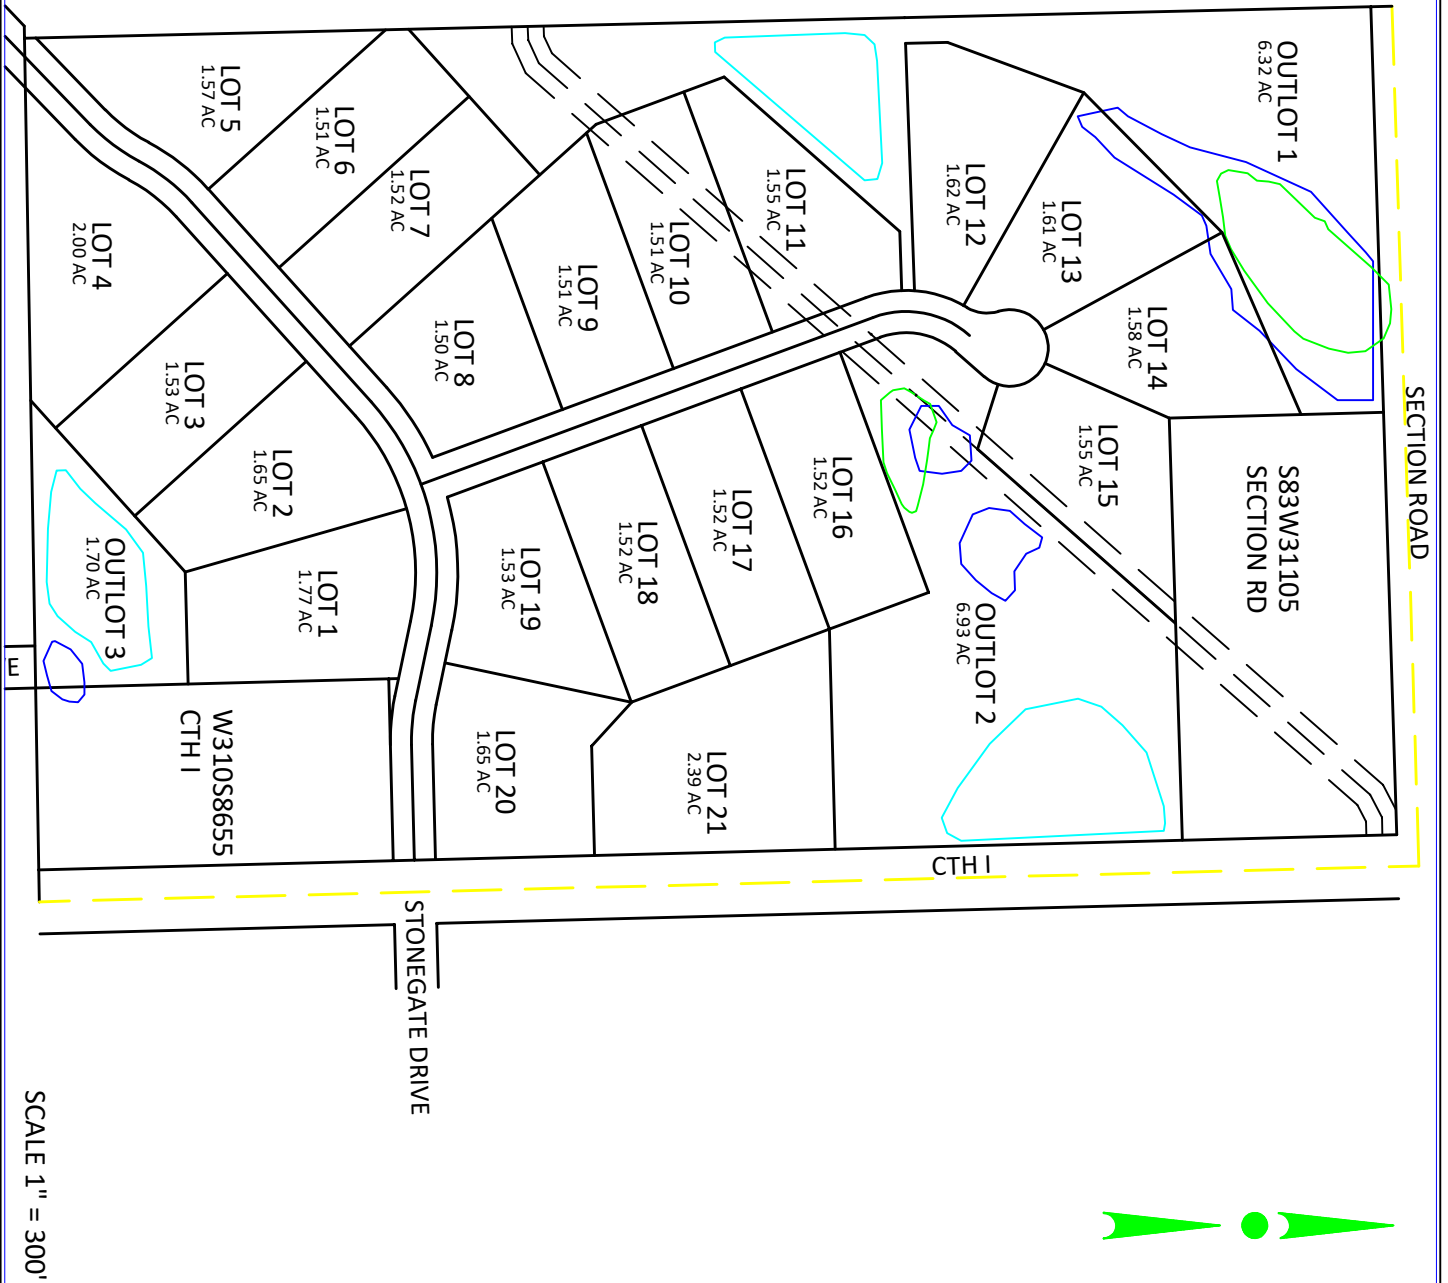 SECTION ROAD
OUTLOT 1
6.32 AC
S83W31105
SECTION RD
LOT 14
1.58 AC
LOT 15
1.55 AC
LOT 13
1.61 AC
LOT 12
1.62 AC
OUTLOT 2
6.93 AC
CTH I
LOT 11
1.55 AC
LOT 16
1.52 AC
LOT 10
1.51 AC
LOT 17
1.52 AC
LOT 21
2.39 AC
LOT 9
1.51 AC
LOT 18
1.52 AC
LOT 8
1.50 AC
LOT 19
1.53 AC
LOT 20
1.65 AC
LOT 7
1.52 AC
LOT 6
1.51 AC
LOT 5
1.57 AC
STONEGATE DRIVE
LOT 1
1.77 AC
LOT 2
1.65 AC
LOT 3
1.53 AC
LOT 4
2.00 AC
W310S8655
CTH I
OUTLOT 3
1.70 AC
E
SCALE 1" = 300'